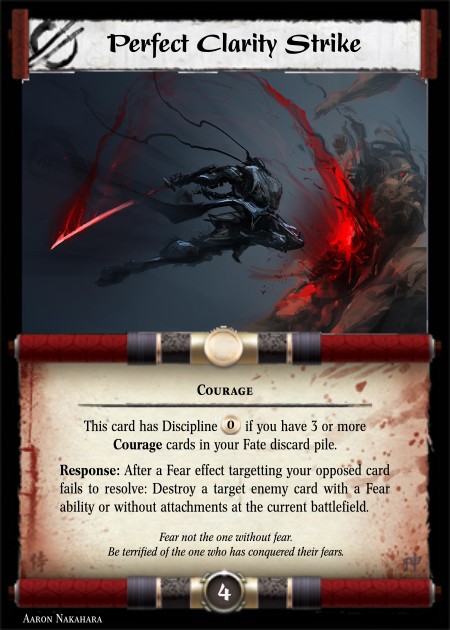 Perfect Clarity Strike
Courage
This card has Discipline 0 if you have 3 or more
Courage cards in your Fate discard pile.
Response: After a Fear effect targetting your opposed card
fails to resolve: Destroy a target enemy card with a Fear
ability or without attachments at the current battlefield.
Fear not the one without fear.
Be terrified of the one who has conquered their fears.
4
Aaron Nakahara